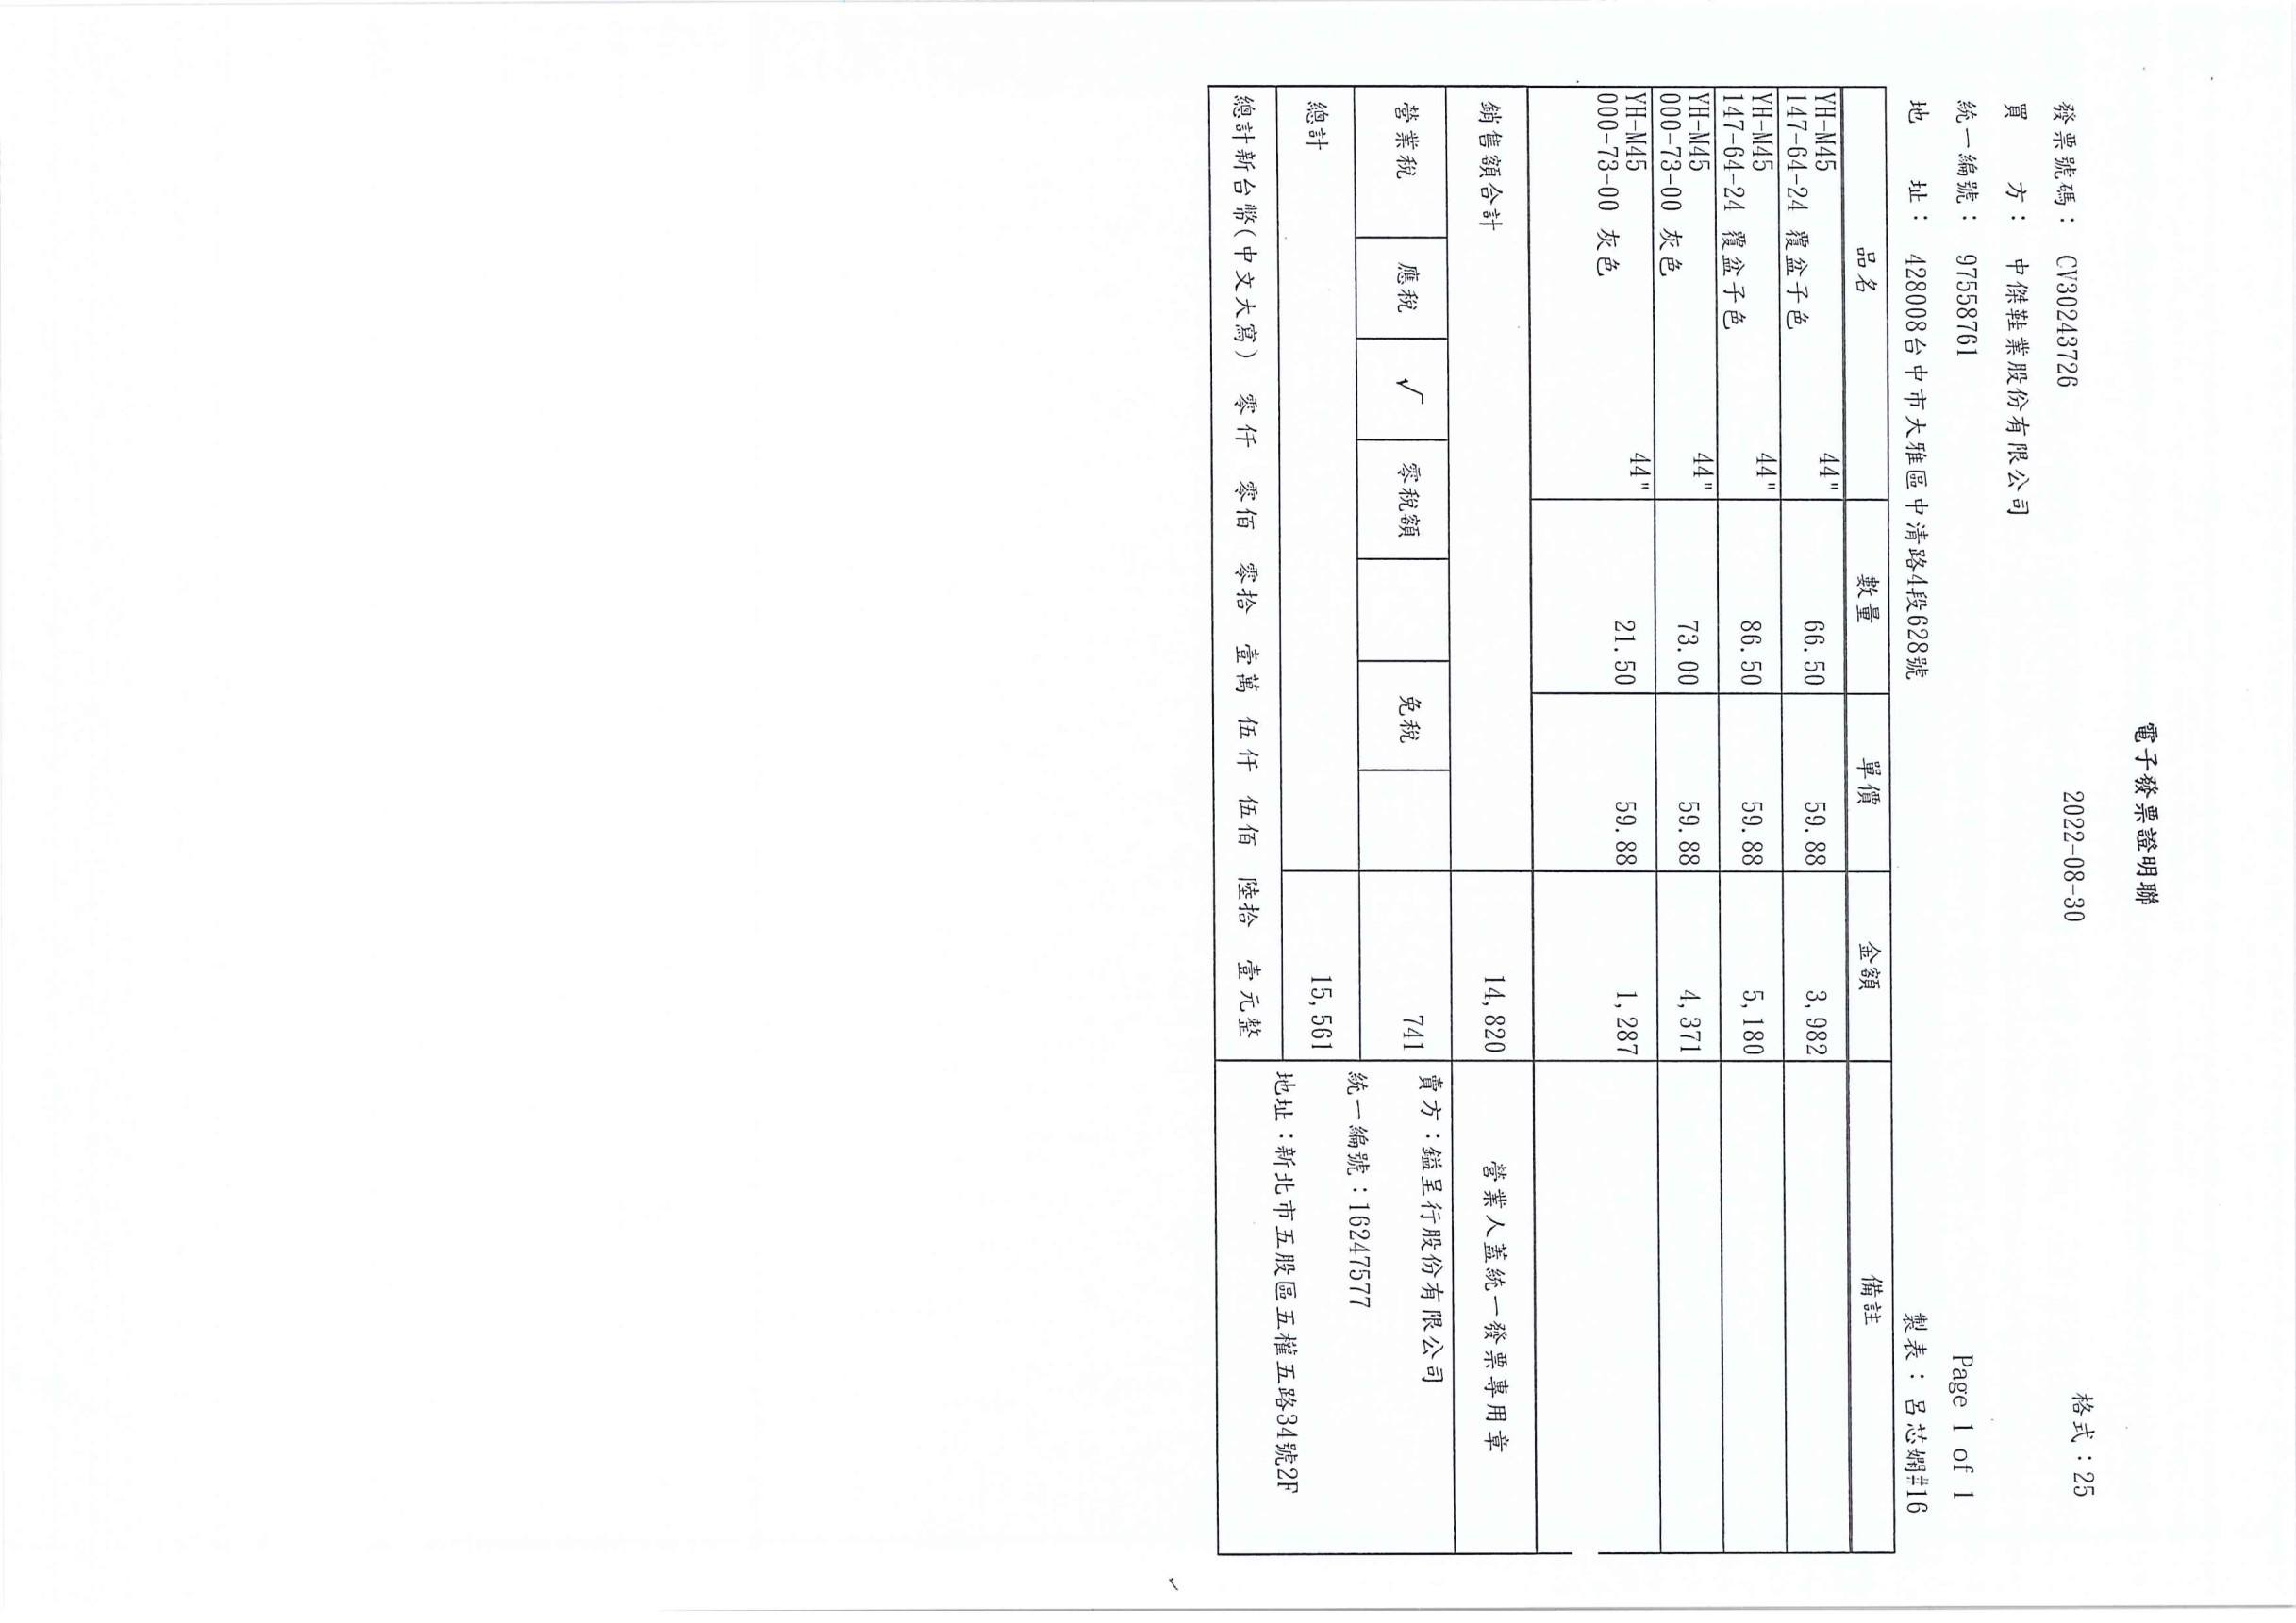 電子發票證明聯
發票號碼： CV30243726 2022-08-30 格式：25
買 方： 中傑鞋業股份有限公司
統一編號： 97558761 Page 1 of 1
地 址： 428008台中市大雅區中清路4段628號 製表： 呂芯嫻#16
品名 數量 單價 金額 備註
YH-M45 44"
147-64-24 覆盆子色 66.50 59.88 3,982
YH-M45 44"
147-64-24 覆盆子色 86.50 59.88 5,180
YH-M45 44"
000-73-00 灰色 73.00 59.88 4,371
YH-M45 44"
000-73-00 灰色 21.50 59.88 1,287
銷售額合計 14,820 營業人蓋統一發票專用章
營業稅 應稅 √ 零稅額 免稅 741
賣方：鎰呈行股份有限公司
統一編號：16247577
總計 15,561
地址：新北市五股區五權五路34號2F
總計新台幣(中文大寫) 零仟 零佰 零拾 壹萬 伍仟 伍佰 陸拾 壹元整